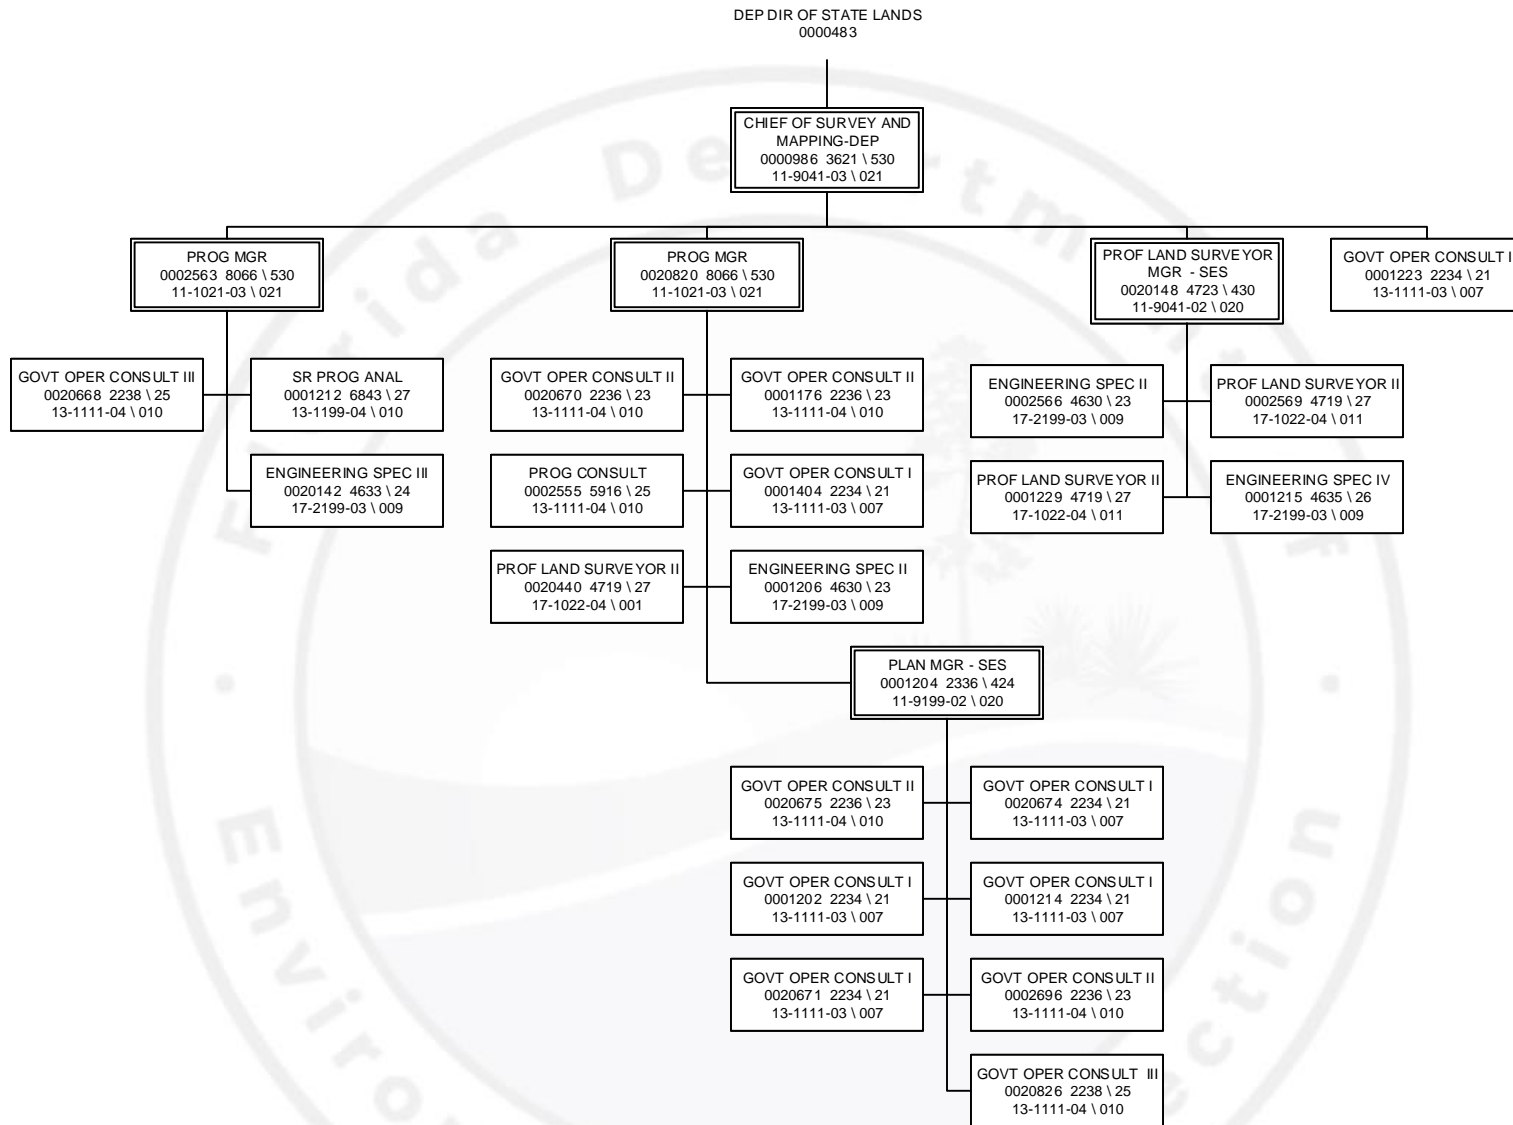 DEP DIR OF STATE LANDS
0000483
CHIEF OF SURVEY AND
MAPPING-DEP
0000986 3621 \ 530
11-9041-03 \ 021
PROG MGR
0002563 8066 \ 530
11-1021-03 \ 021
PROG MGR
0020820 8066 \ 530
11-1021-03 \ 021
PROF LAND SURVEYOR
MGR - SES
0020148 4723 \ 430
11-9041-02 \ 020
GOVT OPER CONSULT I
0001223 2234 \ 21
13-1111-03 \ 007
GOVT OPER CONSULT III
0020668 2238 \ 25
13-1111-04 \ 010
SR PROG ANAL
0001212 6843 \ 27
13-1199-04 \ 010
ENGINEERING SPEC III
0020142 4633 \ 24
17-2199-03 \ 009
GOVT OPER CONSULT II
0020670 2236 \ 23
13-1111-04 \ 010
GOVT OPER CONSULT II
0001176 2236 \ 23
13-1111-04 \ 010
PROG CONSULT
0002555 5916 \ 25
13-1111-04 \ 010
GOVT OPER CONSULT I
0001404 2234 \ 21
13-1111-03 \ 007
PROF LAND SURVEYOR II
0020440 4719 \ 27
17-1022-04 \ 001
ENGINEERING SPEC II
0001206 4630 \ 23
17-2199-03 \ 009
ENGINEERING SPEC II
0002566 4630 \ 23
17-2199-03 \ 009
PROF LAND SURVEYOR II
0002569 4719 \ 27
17-1022-04 \ 011
PROF LAND SURVEYOR II
0001229 4719 \ 27
17-1022-04 \ 011
ENGINEERING SPEC IV
0001215 4635 \ 26
17-2199-03 \ 009
PLAN MGR - SES
0001204 2336 \ 424
11-9199-02 \ 020
GOVT OPER CONSULT II
0020675 2236 \ 23
13-1111-04 \ 010
GOVT OPER CONSULT I
0020674 2234 \ 21
13-1111-03 \ 007
GOVT OPER CONSULT I
0001202 2234 \ 21
13-1111-03 \ 007
GOVT OPER CONSULT I
0001214 2234 \ 21
13-1111-03 \ 007
GOVT OPER CONSULT I
0020671 2234 \ 21
13-1111-03 \ 007
GOVT OPER CONSULT II
0002696 2236 \ 23
13-1111-04 \ 010
GOVT OPER CONSULT III
0020826 2238 \ 25
13-1111-04 \ 010
Florida